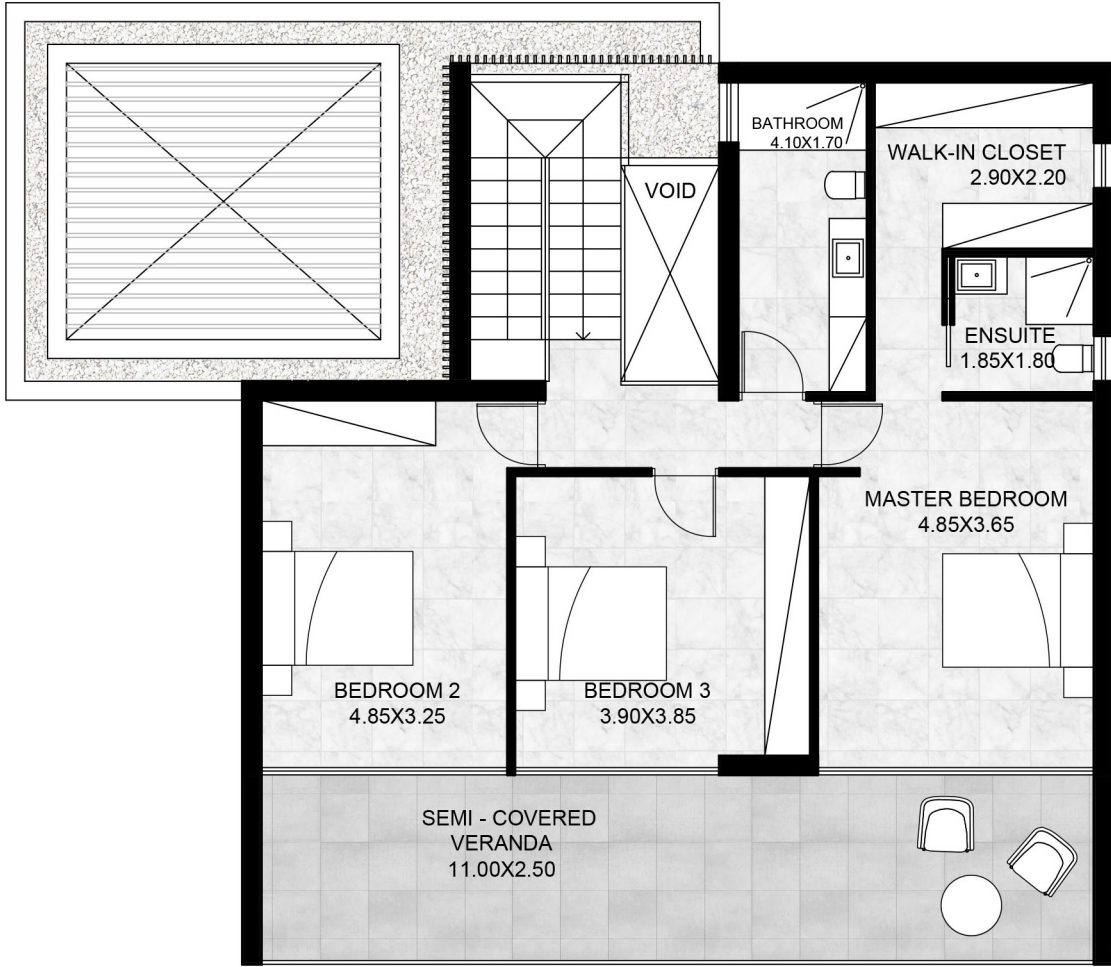 BATHROOM
4.10X1.70
WALK-IN CLOSET
2.90X2.20
VOID
ENSUITE
1.85X1.80
MASTER BEDROOM
4.85X3.65
BEDROOM 2
4.85X3.25
BEDROOM 3
3.90X3.85
SEMI - COVERED
VERANDA
11.00X2.50